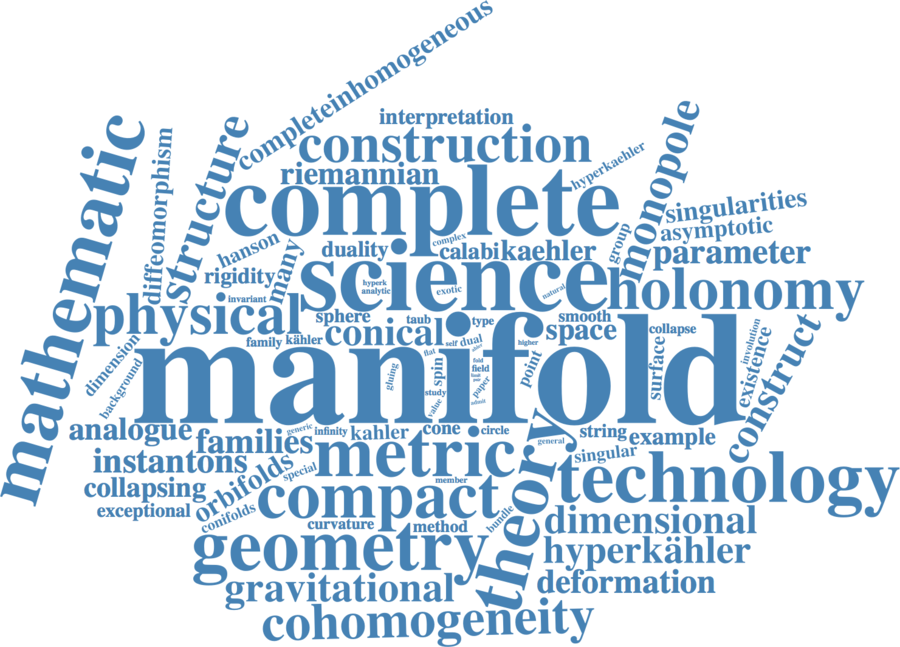 completeinhomogeneous
interpretation
mathematic
diffeomorphism
structure
construction
monopole
hyperkaehler
riemannian
complete
singularities
asymptotic
group
hanson
many
duality
complex
calabi
kaehler
parameter
rigidity
science
hyperk
analytic
exotic
natural
holonomy
invariant
physical
sphere
taub
type
smooth
conical
space
collapse
family
kähler
self
dual
higher
involution
existence
construct
dimension
background
manifold
flat
spin
gluing
field
point
paper
surface
study
value
analogue
families
generic
infinity
kahler
cone
circle
general
string
example
instantons
metric
theory
singular
collapsing
orbifolds
special
member
technology
exceptional
conifolds
compact
curvature
method
bundle
dimensional
geometry
hyperkähler
gravitational
deformation
cohomogeneity